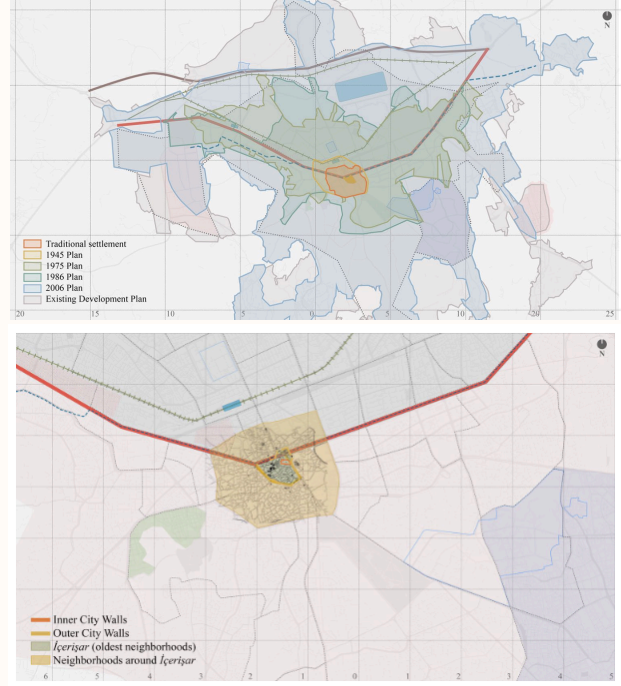 N
Traditional settlement
1945 Plan
1975 Plan
1986 Plan
2006 Plan
Existing Development Plan
20 15 10 5 0 5 10 15 20 25
N
Inner City Walls
Outer City Walls
İçerişar (oldest neighborhoods)
Neighborhoods around İçerişar
6 5 4 3 2 1 0 1 2 3 4 5